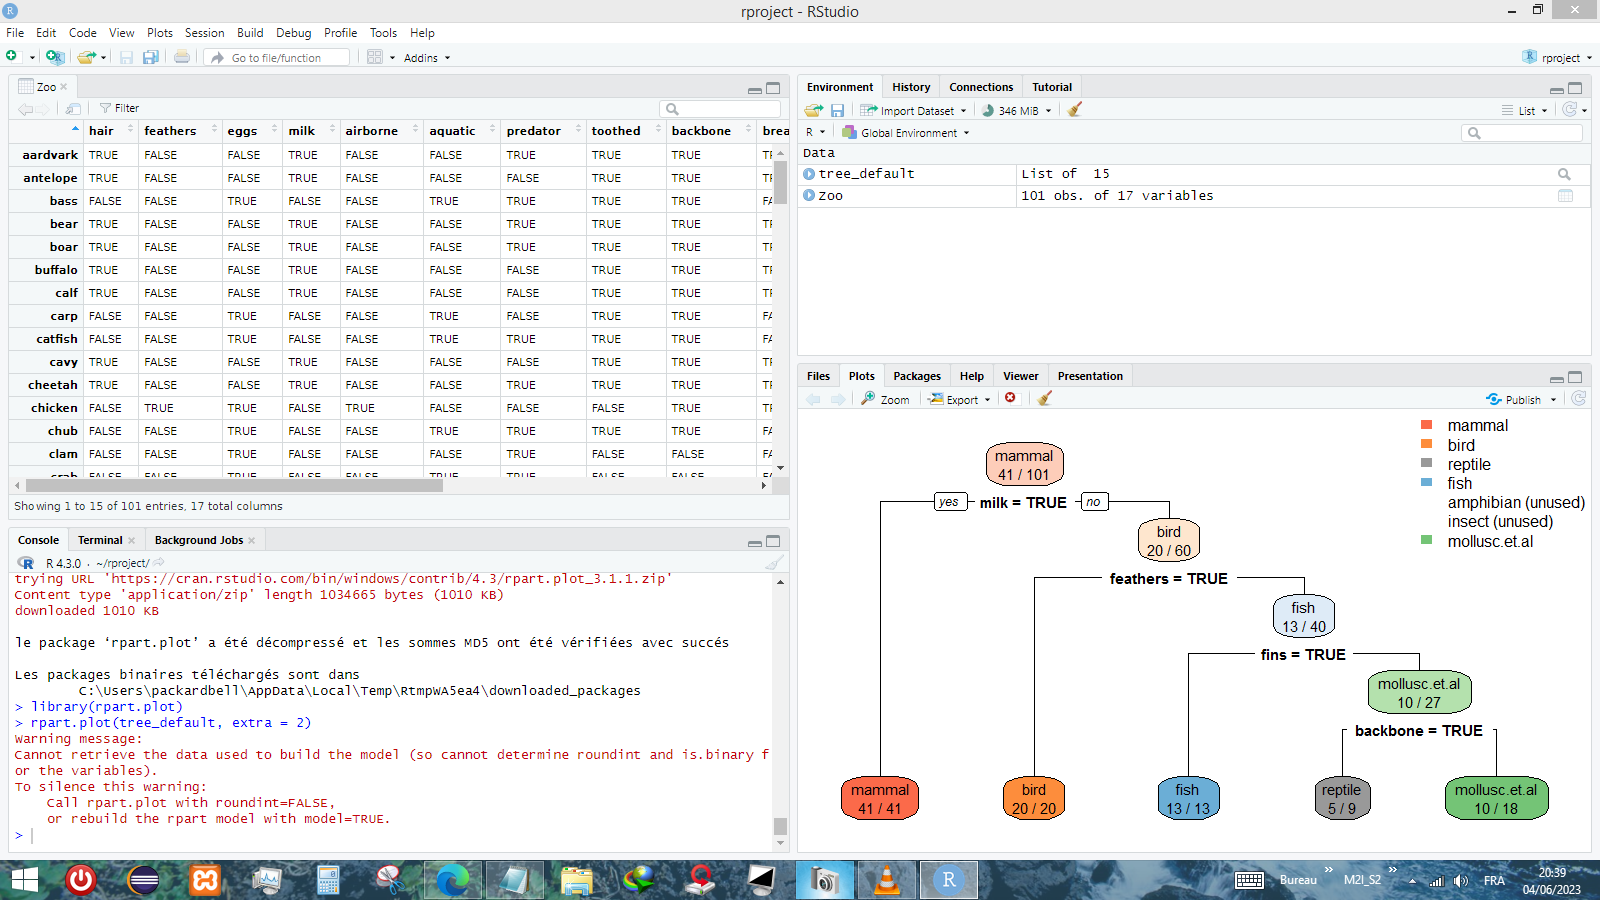 rproject - RStudio
File Edit Code View Plots Session Build Debug Profile Tools Help
Go to file/function Addins rproject
Zoo
Filter
hair feathers eggs milk airborne aquatic predator toothed backbone brea
aardvark TRUE FALSE FALSE TRUE FALSE FALSE TRUE TRUE TRUE
antelope TRUE FALSE FALSE TRUE FALSE FALSE FALSE TRUE TRUE
bass FALSE FALSE TRUE FALSE FALSE TRUE TRUE TRUE TRUE FA
bear TRUE FALSE FALSE TRUE FALSE FALSE TRUE TRUE TRUE
boar TRUE FALSE FALSE TRUE FALSE FALSE TRUE TRUE TRUE
buffalo TRUE FALSE FALSE TRUE FALSE FALSE FALSE TRUE TRUE
calf TRUE FALSE FALSE TRUE FALSE FALSE FALSE TRUE TRUE
carp FALSE FALSE TRUE FALSE FALSE TRUE FALSE TRUE TRUE FA
catfish FALSE FALSE TRUE FALSE FALSE TRUE TRUE TRUE TRUE FA
cavy TRUE FALSE FALSE TRUE FALSE FALSE FALSE TRUE TRUE
cheetah TRUE FALSE FALSE TRUE FALSE FALSE TRUE TRUE TRUE
chicken FALSE TRUE TRUE FALSE TRUE FALSE FALSE FALSE TRUE
chub FALSE FALSE TRUE FALSE FALSE TRUE TRUE TRUE TRUE FA
clam FALSE FALSE TRUE FALSE FALSE FALSE TRUE FALSE FALSE FA
Showing 1 to 15 of 101 entries, 17 total columns
Console Terminal Background Jobs
R 4.3.0 · ~/rproject/
trying URL 'https://cran.rstudio.com/bin/windows/contrib/4.3/rpart.plot_3.1.1.zip'
Content type 'application/zip' length 1034665 bytes (1010 KB)
downloaded 1010 KB
le package ‘rpart.plot’ a été décompressé et les sommes MD5 ont été vérifiées avec succés
Les packages binaires téléchargés sont dans
C:\Users\packardbell\AppData\Local\Temp\RtmpWA5ea4\downloaded_packages
> library(rpart.plot)
> rpart.plot(tree_default, extra = 2)
Warning message:
Cannot retrieve the data used to build the model (so cannot determine roundint and is.binary f
or the variables).
To silence this warning:
Call rpart.plot with roundint=FALSE,
or rebuild the rpart model with model=TRUE.
>
Environment History Connections Tutorial
Import Dataset 346 MiB List
R Global Environment
Data
tree_default List of 15
Zoo 101 obs. of 17 variables
Files Plots Packages Help Viewer Presentation
Zoom Export Publish
mammal
bird
reptile
fish
amphibian (unused)
insect (unused)
mollusc.et.al
mammal
41 / 101
yes milk = TRUE no
bird
20 / 60
feathers = TRUE
fish
13 / 40
fins = TRUE
mollusc.et.al
10 / 27
backbone = TRUE
mammal bird fish reptile mollusc.et.al
41 / 41 20 / 20 13 / 13 5 / 9 10 / 18
Bureau » M2I_S2 » FRA
20:39
04/06/2023